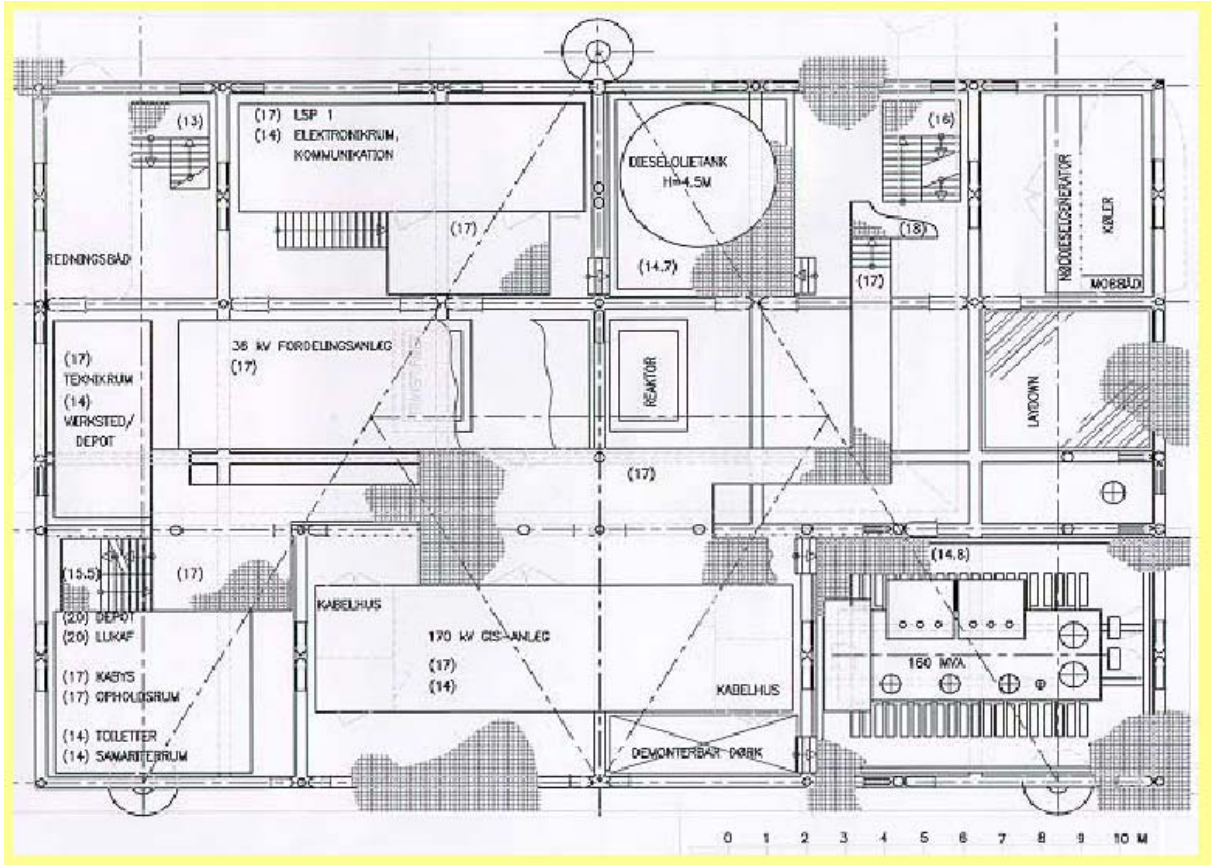 (13)
(17) LSP 1
(14) ELEKTRONIKRUM,
KOMMUNIKATION
DIESELOLIETANK
H=4.5M
(16)
NØDDIESELGENERATOR
KØLER
(17)
(18)
REDNINGSBÅD
(14.7)
(17)
MOBBÅD
(17)
TEKNIKRUM
(14)
VÆRKSTED/
DEPOT
36 kV FORDELINGSANLÆG
(17)
REAKTOR
LAYDOWN
(17)
(15.5)
(17)
(14.8)
(20) DEPOT
(20) LUKAF
(17) KABYS
(17) OPHOLDSRUM
(14) TOILETTER
(14) SAMARITERRUM
KABELHUS
170 kV GIS-ANLÆG
(17)
(14)
KABELHUS
160 MVA
DEMONTERBAR DØRK
0 1 2 3 4 5 6 7 8 9 10 M